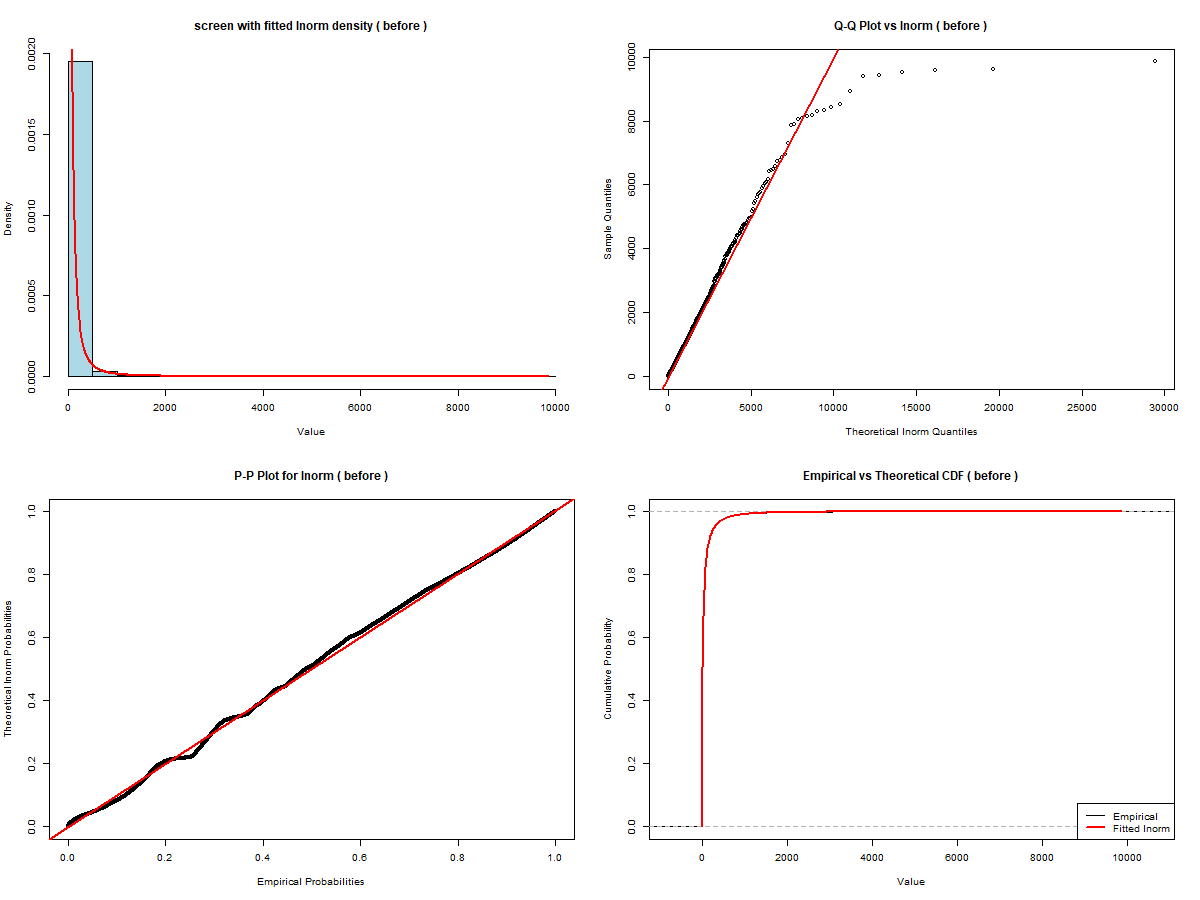 screen with fitted lnorm density ( before )
Density
0.0000 0.0005 0.0010 0.0015 0.0020
0 2000 4000 6000 8000 10000
Value
Q-Q Plot vs lnorm ( before )
Sample Quantiles
0 2000 4000 6000 8000 10000
0 5000 10000 15000 20000 25000 30000
Theoretical lnorm Quantiles
P-P Plot for lnorm ( before )
Theoretical lnorm Probabilities
0.0 0.2 0.4 0.6 0.8 1.0
0.0 0.2 0.4 0.6 0.8 1.0
Empirical Probabilities
Empirical vs Theoretical CDF ( before )
Cumulative Probability
0.0 0.2 0.4 0.6 0.8 1.0
Empirical
Fitted lnorm
0 2000 4000 6000 8000 10000
Value